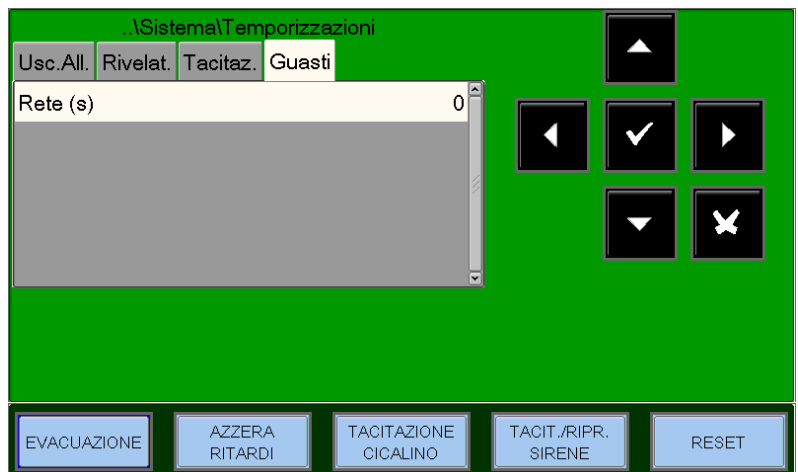 ..\Sistema\Temporizzazioni
Usc.All. Rivelat. Tacitaz. Guasti
Rete (s) 0
EVACUAZIONE
AZZERA
RITARDI
TACITAZIONE
CICALINO
TACIT./RIPR.
SIRENE
RESET